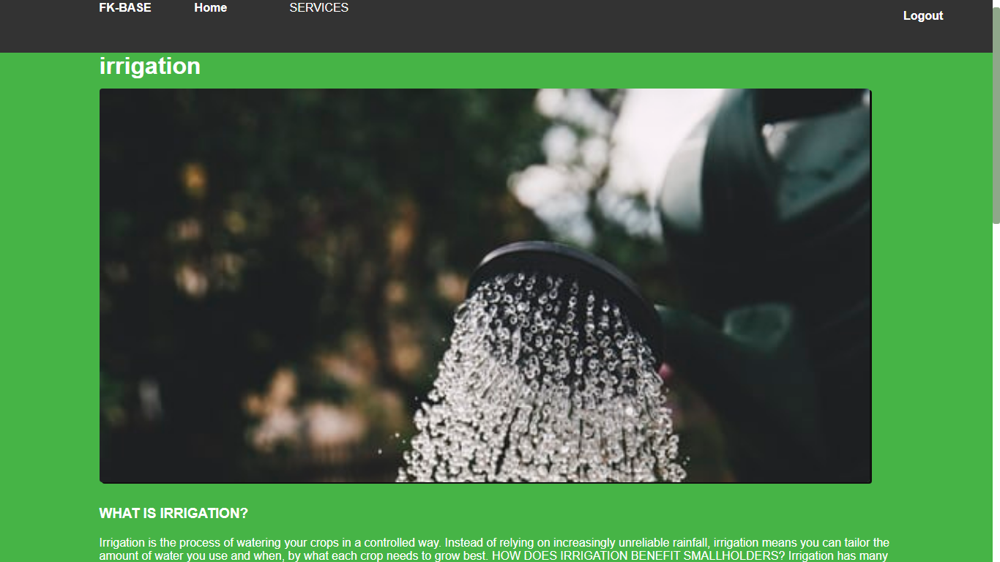 FK-BASE Home SERVICES Logout
irrigation
WHAT IS IRRIGATION?
Irrigation is the process of watering your crops in a controlled way. Instead of relying on increasingly unreliable rainfall, irrigation means you can tailor the
amount of water you use and when, by what each crop needs to grow best. HOW DOES IRRIGATION BENEFIT SMALLHOLDERS? Irrigation has many